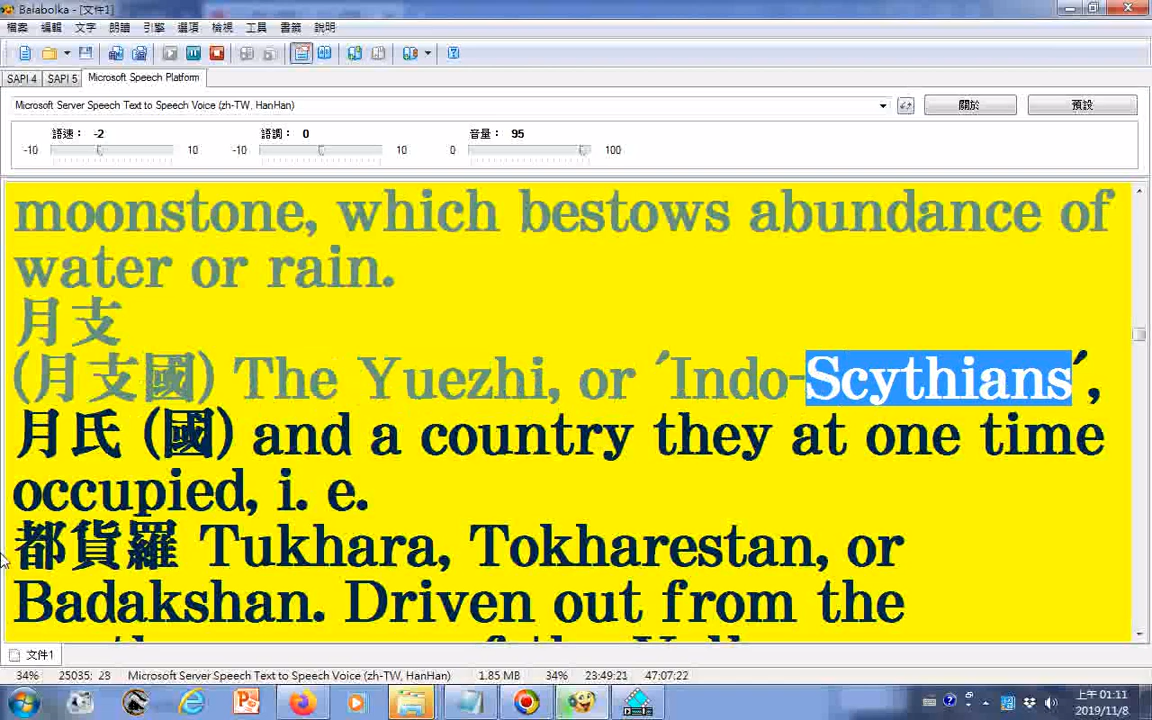 Balabolka - [文件1]
檔案 編輯 文字 朗讀 引擎 選項 檢視 工具 書籤 說明
SAPI 4 SAPI 5 Microsoft Speech Platform
Microsoft Server Speech Text to Speech Voice (zh-TW, HanHan) 關於 預設
語速： -2 語調： 0 音量： 95
-10 10 -10 10 0 100
moonstone, which bestows abundance of
water or rain.
月支
(月支國) The Yuezhi, or ′Indo-Scythians′,
月氏 (國) and a country they at one time
occupied, i. e.
都貨羅 Tukhara, Tokharestan, or
Badakshan. Driven out from the
文件1
34% 25035: 28 Microsoft Server Speech Text to Speech Voice (zh-TW, HanHan) 1.85 MB 34% 23:49:21 47:07:22
上午 01:11
2019/11/8